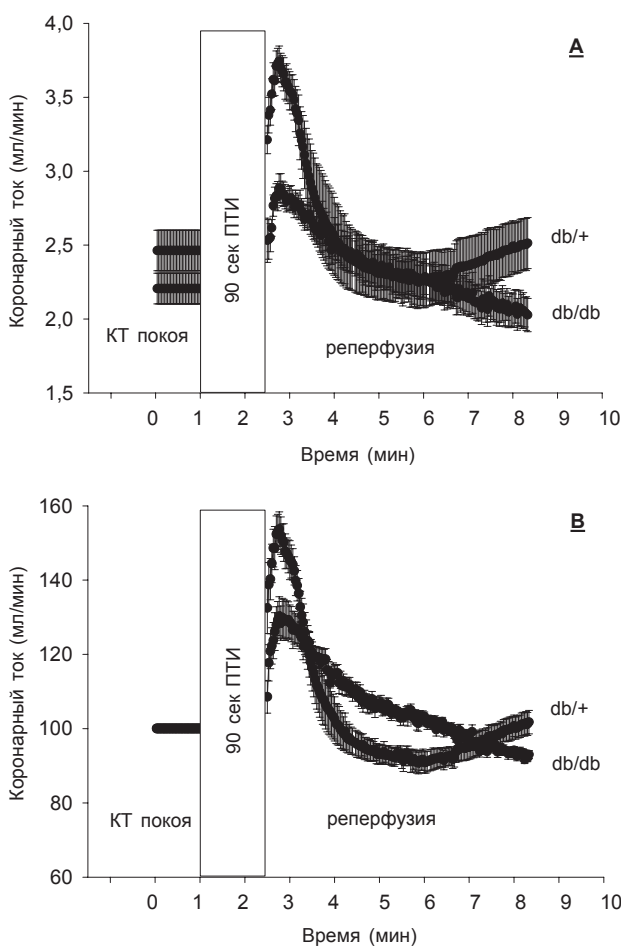 4,0
A
3,5
Коронарный ток (мл/мин)
3,0
90 сек ПТИ
2,5
db/+
2,0
db/db
КТ покоя
реперфузия
1,5
0 1 2 3 4 5 6 7 8 9 10
Время (мин)
160
B
140
Коронарный ток (мл/мин)
120
90 сек ПТИ
db/+
100
db/db
80
КТ покоя
реперфузия
60
0 1 2 3 4 5 6 7 8 9 10
Время (мин)